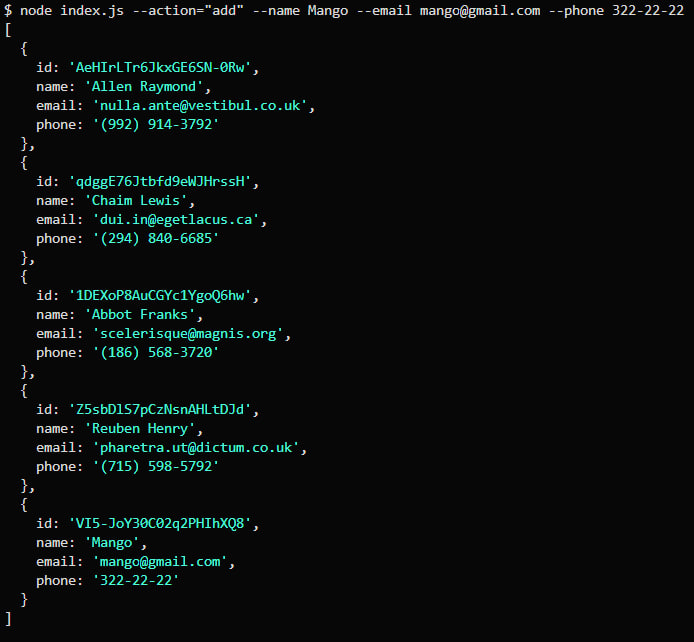 $ node index.js --action="add" --name Mango --email mango@gmail.com --phone 322-22-22
[
  {
    id: 'AeHIrLTr6JkxGE6SN-0Rw',
    name: 'Allen Raymond',
    email: 'nulla.ante@vestibul.co.uk',
    phone: '(992) 914-3792'
  },
  {
    id: 'qdggE76Jtbfd9eWJHrssH',
    name: 'Chaim Lewis',
    email: 'dui.in@egetlacus.ca',
    phone: '(294) 840-6685'
  },
  {
    id: '1DEXoP8AuCGYc1YgoQ6hw',
    name: 'Abbot Franks',
    email: 'scelerisque@magnis.org',
    phone: '(186) 568-3720'
  },
  {
    id: 'Z5sbDlS7pCzNsnAHLtDJd',
    name: 'Reuben Henry',
    email: 'pharetra.ut@dictum.co.uk',
    phone: '(715) 598-5792'
  },
  {
    id: 'VI5-JoY30C02q2PHIhXQ8',
    name: 'Mango',
    email: 'mango@gmail.com',
    phone: '322-22-22'
  }
]